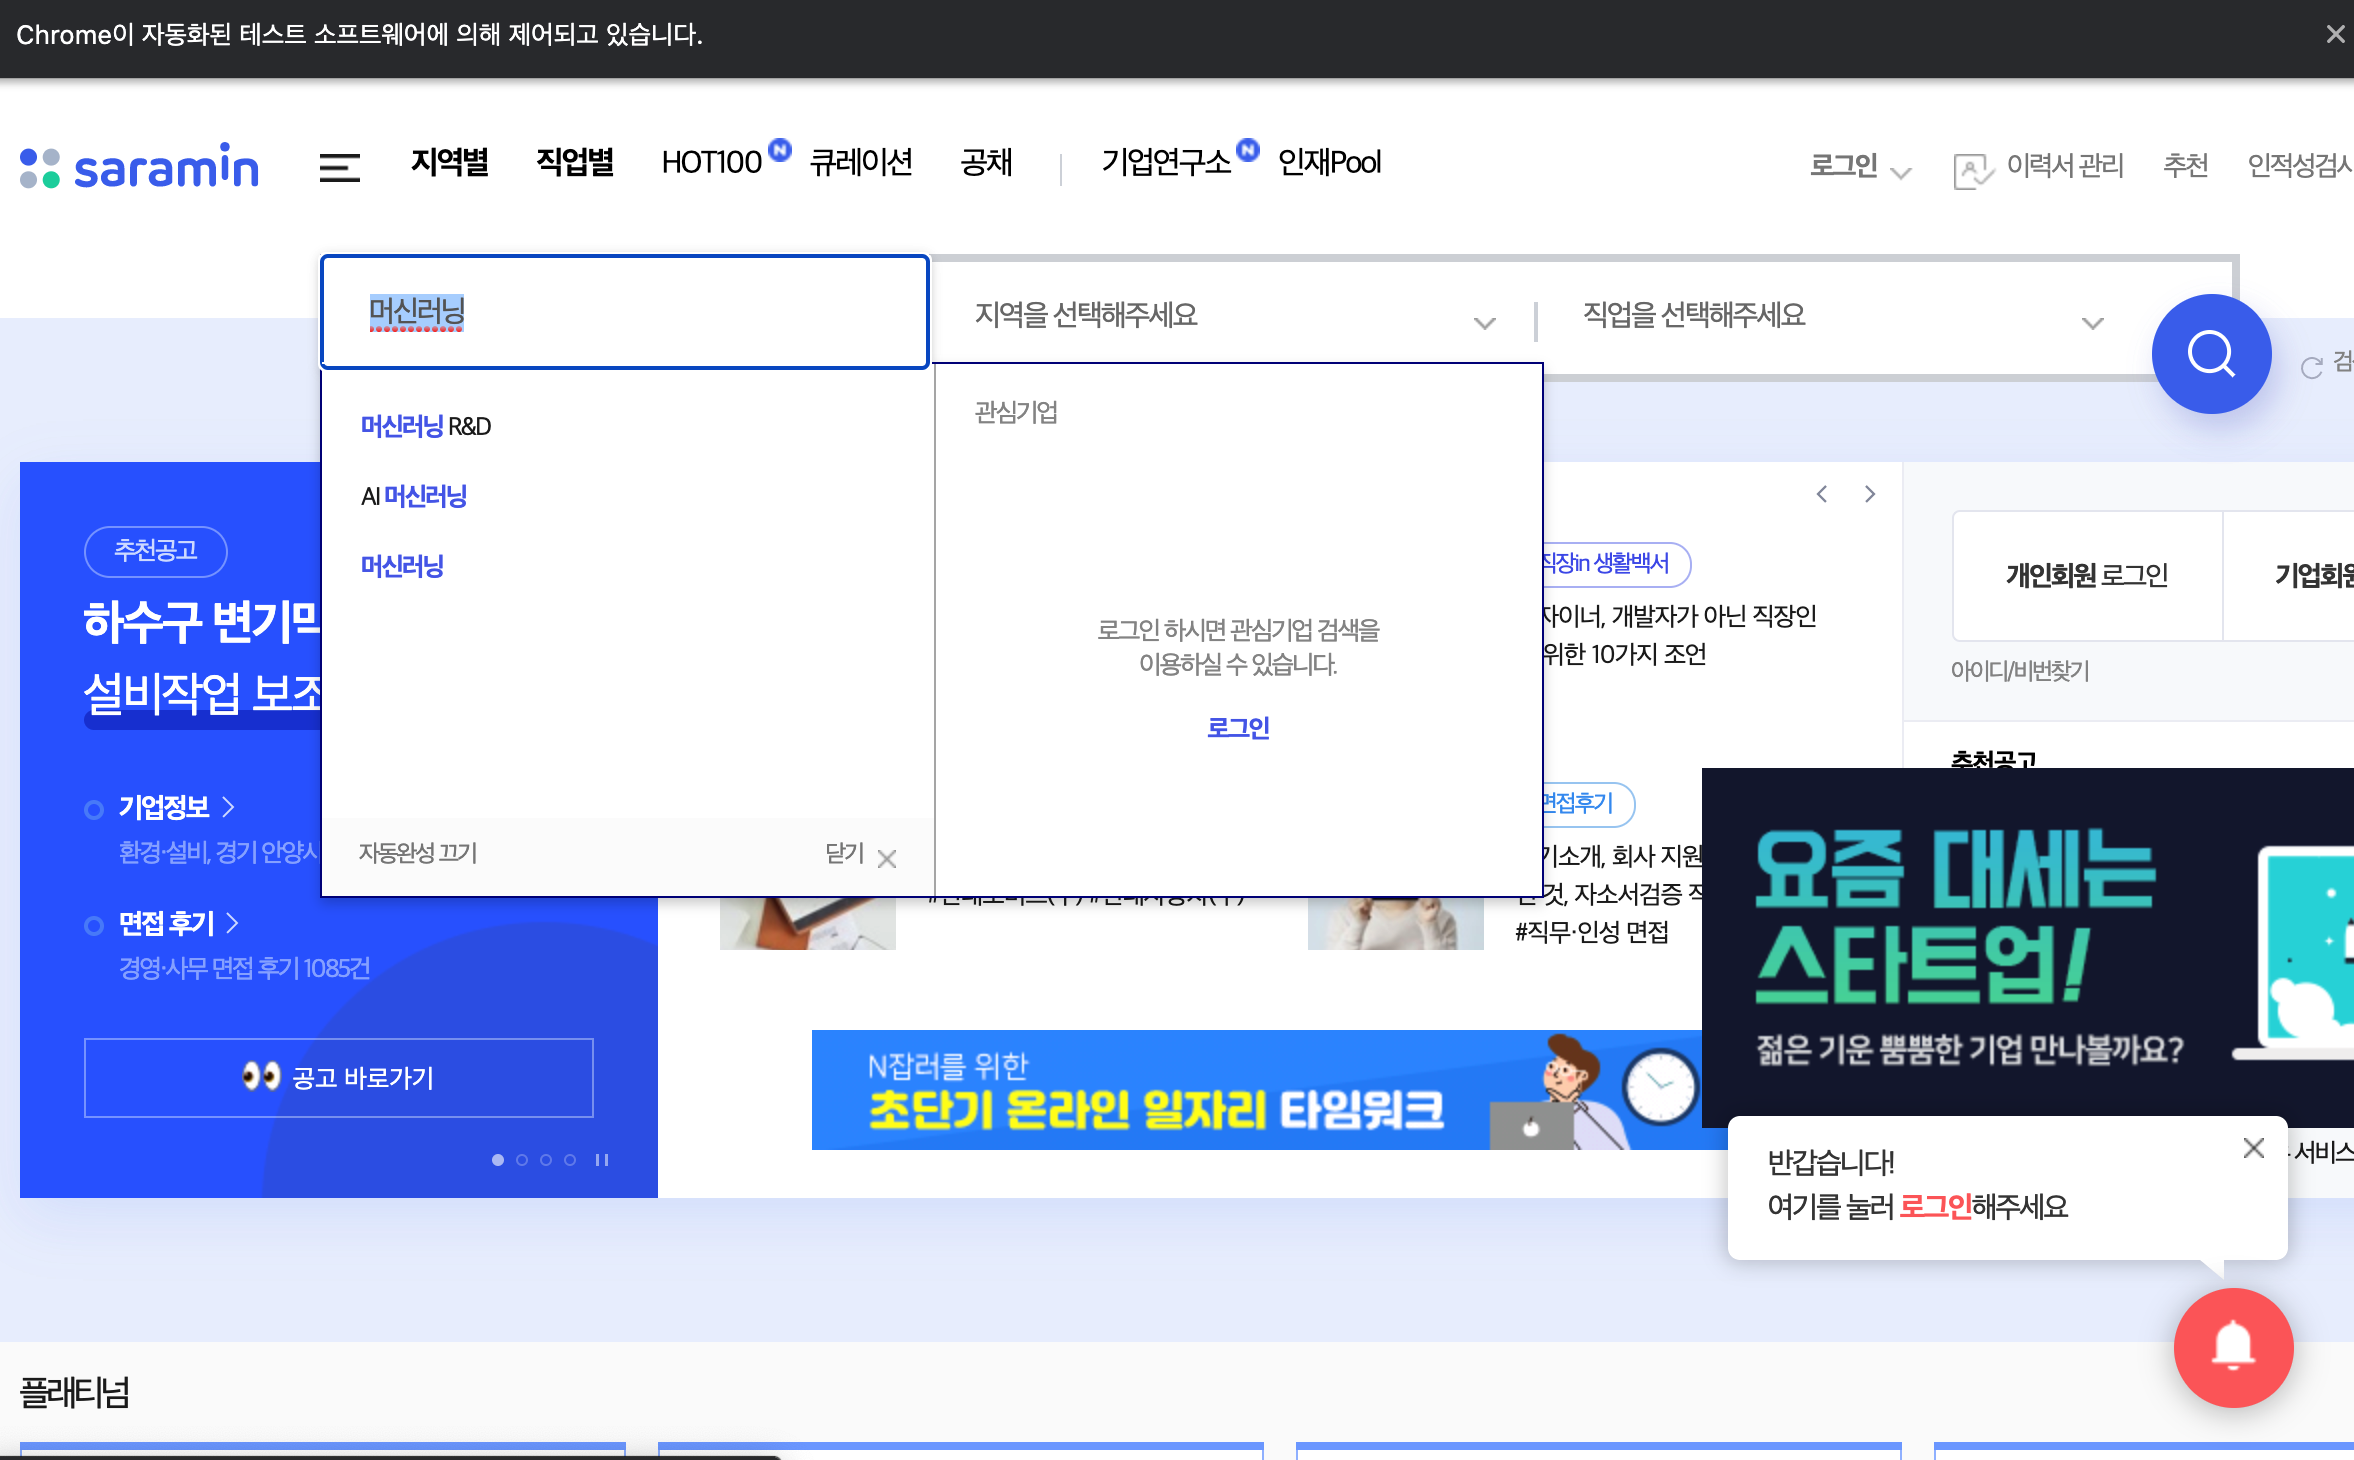 Chrome이 자동화된 테스트 소프트웨어에 의해 제어되고 있습니다.
saramin
지역별 직업별 HOT100 N 큐레이션 공채 기업연구소 N 인재Pool
로그인 이력서 관리 추천 인적성검사
머신러닝
지역을 선택해주세요
직업을 선택해주세요
머신러닝 R&D
AI 머신러닝
머신러닝
자동완성 끄기
닫기
관심기업
로그인 하시면 관심기업 검색을
이용하실 수 있습니다.
로그인
추천공고
하수구 변기막
설비작업 보조
기업정보
환경·설비, 경기 안양시
면접 후기
경영·사무 면접 후기 1085건
공고 바로가기
직장in 생활백서
자이너, 개발자가 아닌 직장인
위한 10가지 조언
면접후기
기소개, 회사 지원
것, 자소서검증
#직무·인성 면접
개인회원 로그인
기업회원
아이디/비번찾기
추천공고
요즘 대세는
스타트업!
젊은 기운 뿜뿜한 기업 만나볼까요?
N잡러를 위한
초단기 온라인 일자리 타임워크
반갑습니다!
여기를 눌러 로그인해주세요
서비스
플래티넘